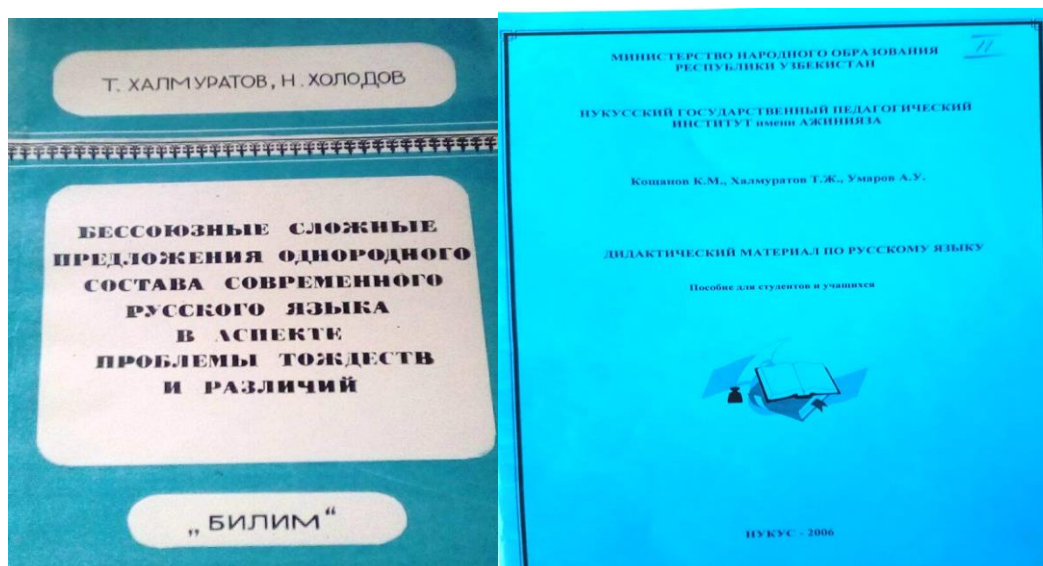 Т. ХАЛМУРАТОВ, Н. ХОЛОДОВ
БЕССОЮЗНЫЕ СЛОЖНЫЕ
ПРЕДЛОЖЕНИЯ ОДНОРОДНОГО
СОСТАВА СОВРЕМЕННОГО
РУССКОГО ЯЗЫКА
В АСПЕКТЕ
ПРОБЛЕМЫ ТОЖДЕСТВ
И РАЗЛИЧИЙ
„БИЛИМ“
11
МИНИСТЕРСТВО НАРОДНОГО ОБРАЗОВАНИЯ
РЕСПУБЛИКИ УЗБЕКИСТАН
НУКУССКИЙ ГОСУДАРСТВЕННЫЙ ПЕДАГОГИЧЕСКИЙ
ИНСТИТУТ имени АЖИНИЯЗА
Кошанов К.М., Халмуратов Т.Ж., Умаров А.У.
ДИДАКТИЧЕСКИЙ МАТЕРИАЛ ПО РУССКОМУ ЯЗЫКУ
Пособие для студентов и учащихся
НУКУС - 2006